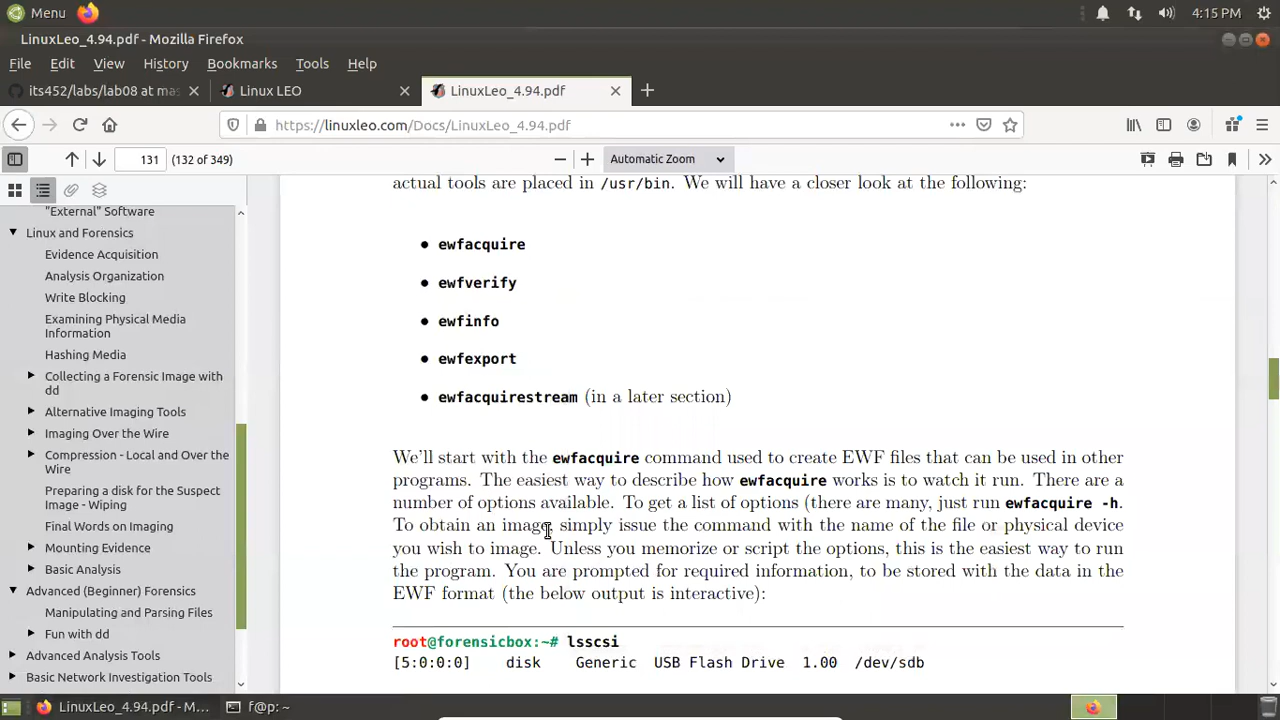 Menu
4:15 PM
LinuxLeo_4.94.pdf - Mozilla Firefox
File Edit View History Bookmarks Tools Help
its452/labs/lab08 at mas
Linux LEO
LinuxLeo_4.94.pdf
https://linuxleo.com/Docs/LinuxLeo_4.94.pdf
131 (132 of 349)
Automatic Zoom
"External" Software
Linux and Forensics
Evidence Acquisition
Analysis Organization
Write Blocking
Examining Physical Media
Information
Hashing Media
Collecting a Forensic Image with
dd
Alternative Imaging Tools
Imaging Over the Wire
Compression - Local and Over the
Wire
Preparing a disk for the Suspect
Image - Wiping
Final Words on Imaging
Mounting Evidence
Basic Analysis
Advanced (Beginner) Forensics
Manipulating and Parsing Files
Fun with dd
Advanced Analysis Tools
Basic Network Investigation Tools
actual tools are placed in /usr/bin. We will have a closer look at the following:
• ewfacquire
• ewfverify
• ewfinfo
• ewfexport
• ewfacquirestream (in a later section)
We'll start with the ewfacquire command used to create EWF files that can be used in other
programs. The easiest way to describe how ewfacquire works is to watch it run. There are a
number of options available. To get a list of options (there are many, just run ewfacquire -h.
To obtain an image, simply issue the command with the name of the file or physical device
you wish to image. Unless you memorize or script the options, this is the easiest way to run
the program. You are prompted for required information, to be stored with the data in the
EWF format (the below output is interactive):
root@forensicbox:~# lsscsi
[5:0:0:0] disk Generic USB Flash Drive 1.00 /dev/sdb
LinuxLeo_4.94.pdf - M...
f@p: ~